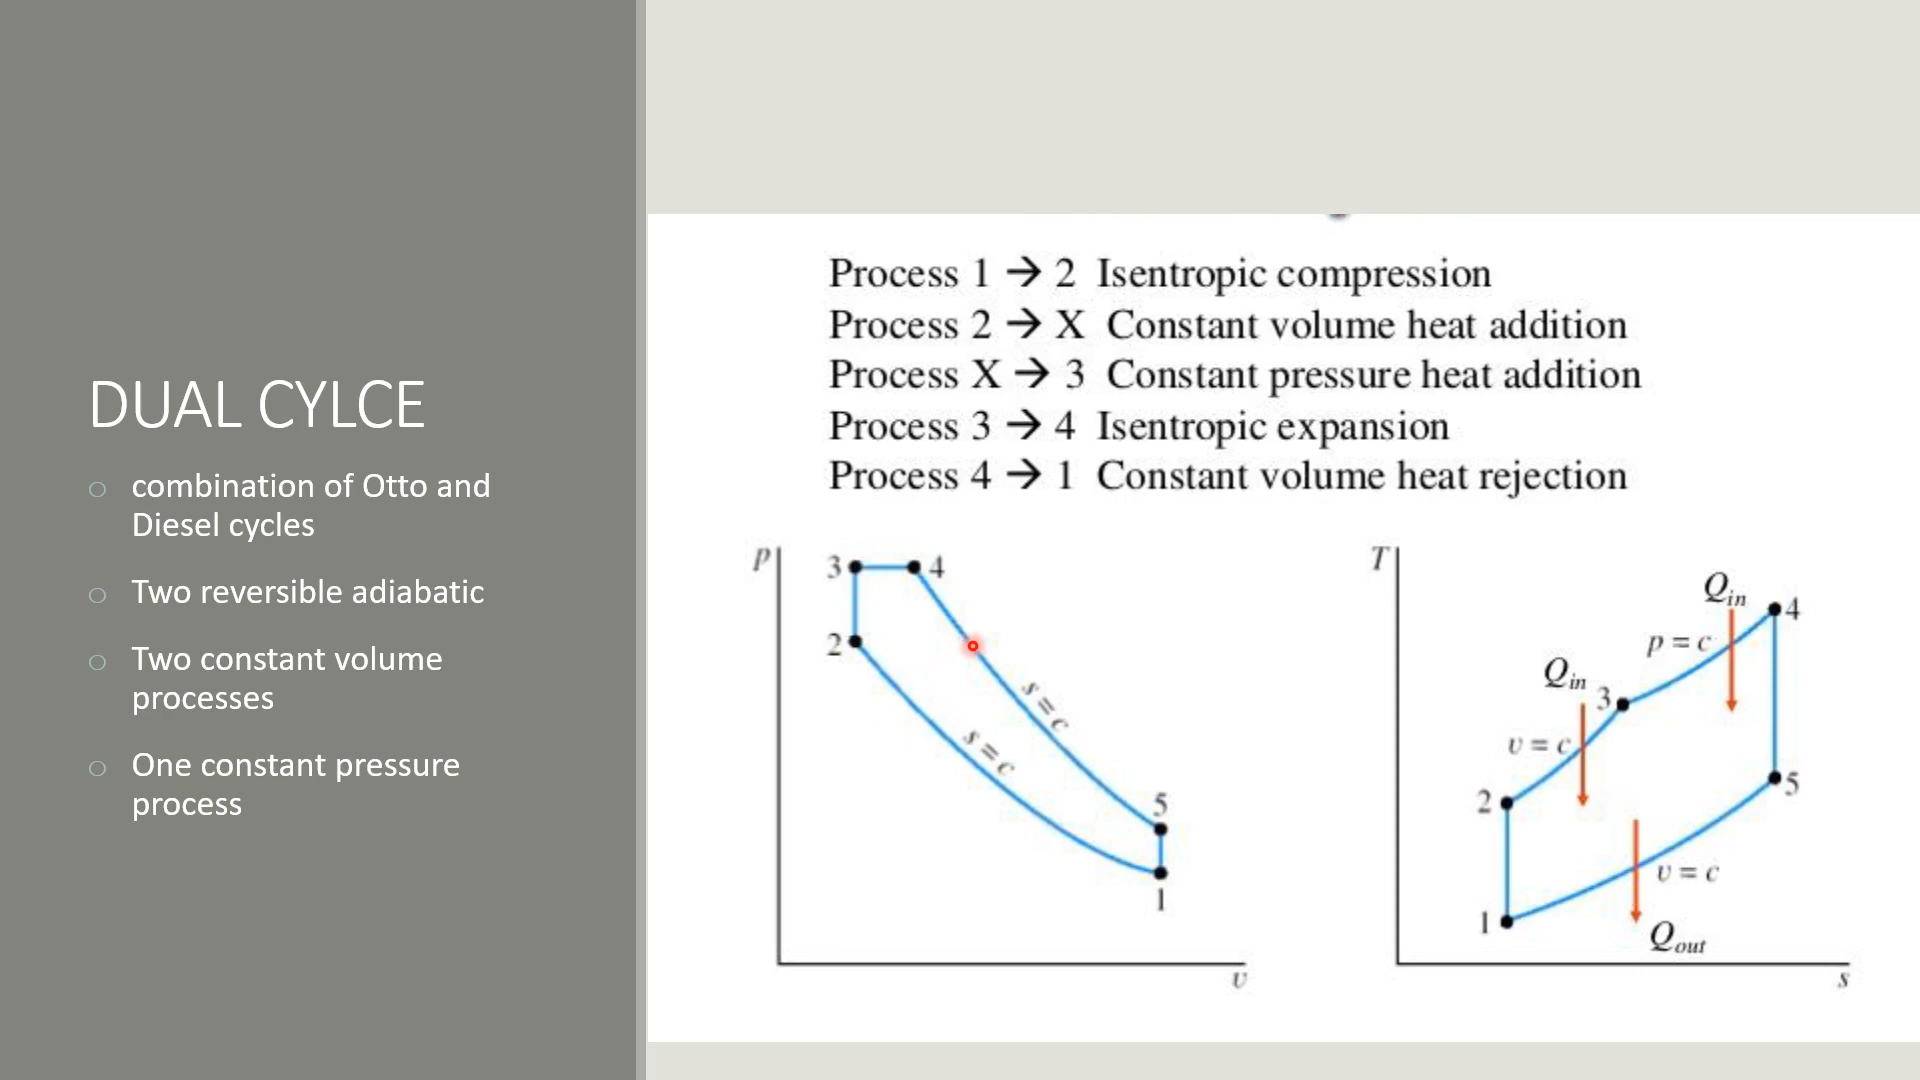 DUAL CYLCE
o combination of Otto and
Diesel cycles
o Two reversible adiabatic
o Two constant volume
processes
o One constant pressure
process
Process 1 → 2 Isentropic compression
Process 2 → X Constant volume heat addition
Process X → 3 Constant pressure heat addition
Process 3 → 4 Isentropic expansion
Process 4 → 1 Constant volume heat rejection
p
3
4
2
s = c
s = c
5
1
v
T
Q_in
4
p = c
Q_in
3
v = c
2
5
v = c
1
Q_out
s